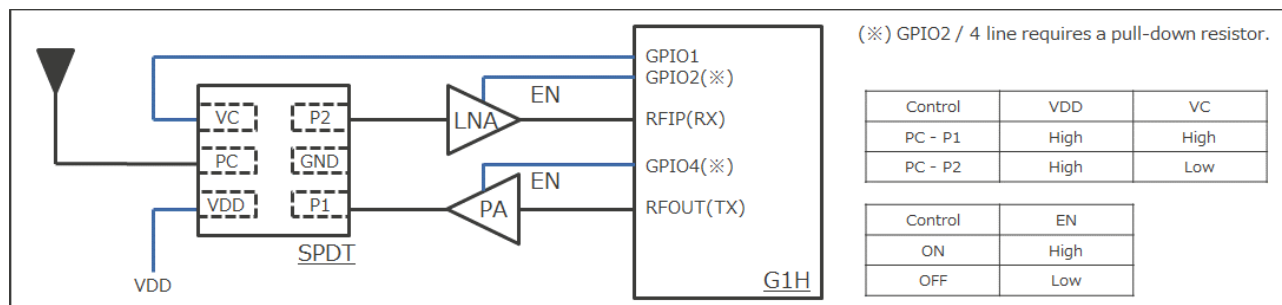 (※) GPIO2 / 4 line requires a pull-down resistor.
GPIO1
GPIO2(※)
EN
VC
P2
LNA
RFIP(RX)
PC
GND
GPIO4(※)
EN
VDD
P1
PA
RFOUT(TX)
SPDT
VDD
G1H
Control VDD VC
PC - P1 High High
PC - P2 High Low
Control EN
ON High
OFF Low